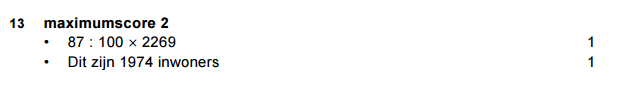 13 maximumscore 2
• 87 : 100 × 2269 1
• Dit zijn 1974 inwoners 1